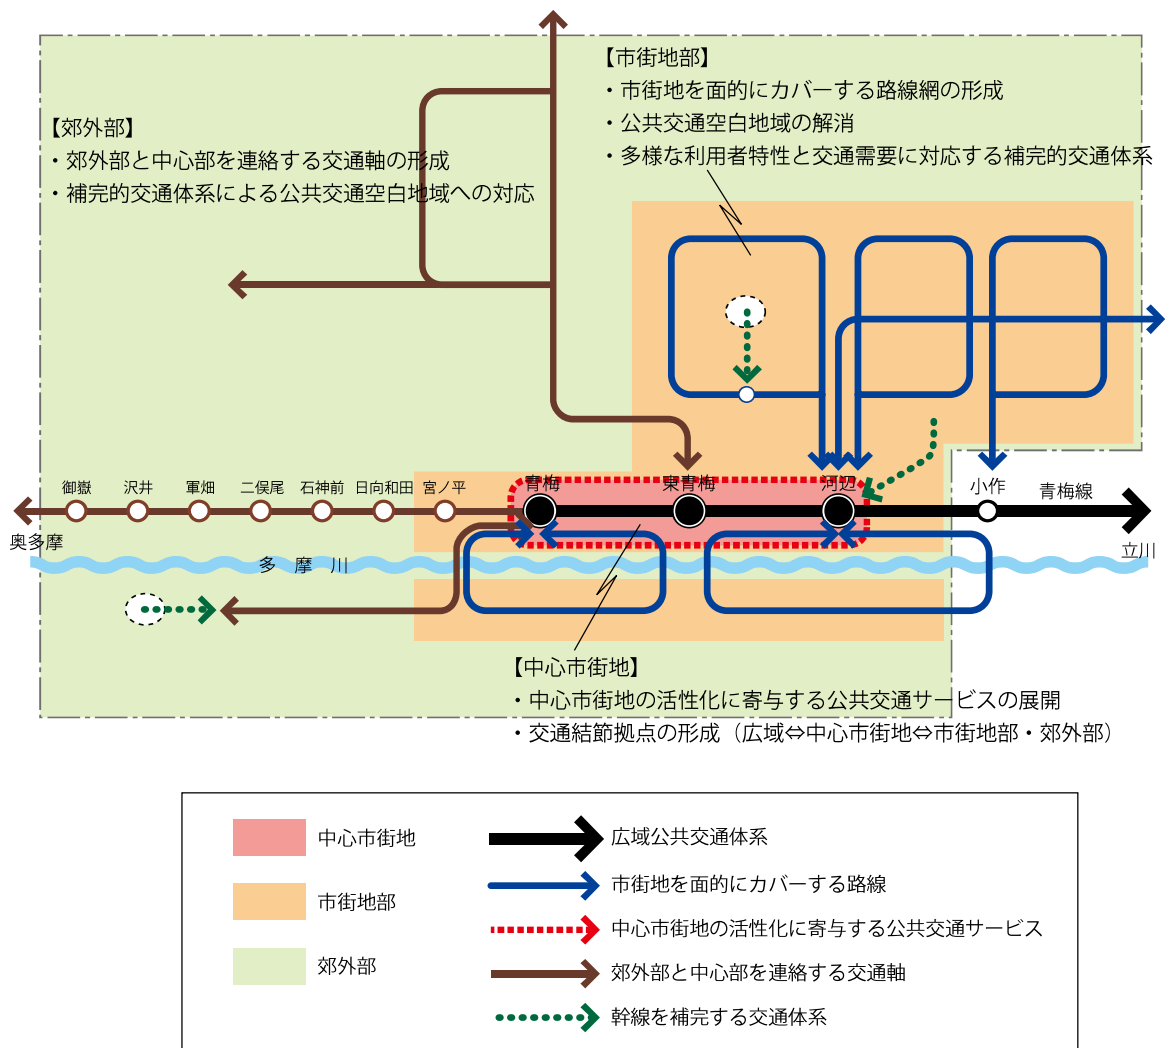 【市街地部】
・市街地を面的にカバーする路線網の形成
・公共交通空白地域の解消
・多様な利用者特性と交通需要に対応する補完的交通体系
【郊外部】
・郊外部と中心部を連絡する交通軸の形成
・補完的交通体系による公共交通空白地域への対応
御嶽 沢井 軍畑 二俣尾 石神前 日向和田 宮ノ平 青梅 東青梅 河辺 小作 青梅線
奥多摩
立川
多 摩 川
【中心市街地】
・中心市街地の活性化に寄与する公共交通サービスの展開
・交通結節拠点の形成（広域⇔中心市街地⇔市街地部・郊外部）
中心市街地
市街地部
郊外部
広域公共交通体系
市街地を面的にカバーする路線
中心市街地の活性化に寄与する公共交通サービス
郊外部と中心部を連絡する交通軸
幹線を補完する交通体系